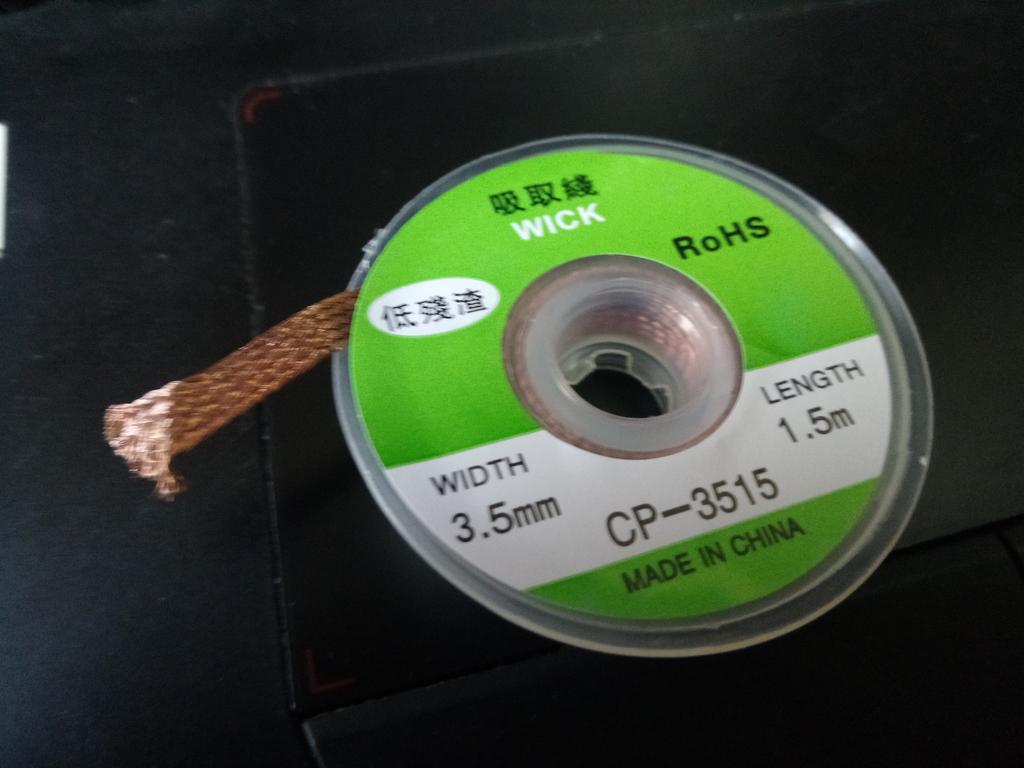 吸取綫
WICK
RoHS
低殘渣
WIDTH
3.5mm
LENGTH
1.5m
CP-3515
MADE IN CHINA